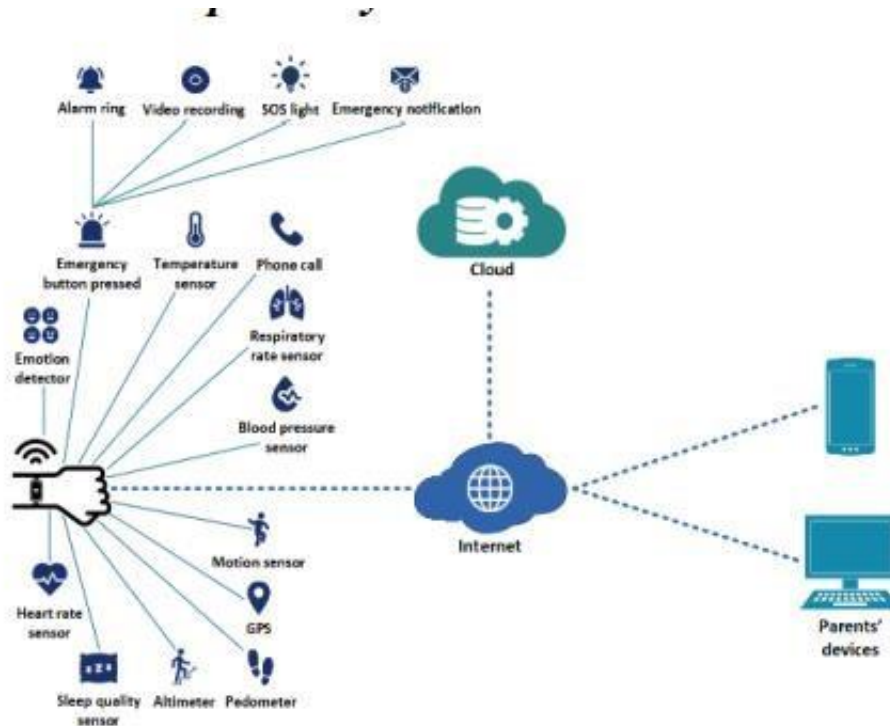 Alarm ring
Video recording
SOS light
Emergency notification
Emergency
button pressed
Temperature
sensor
Phone call
Cloud
Respiratory
rate sensor
Emotion
detector
Blood pressure
sensor
Internet
Motion sensor
Heart rate
sensor
GPS
Parents'
devices
Sleep quality
sensor
Altimeter
Pedometer